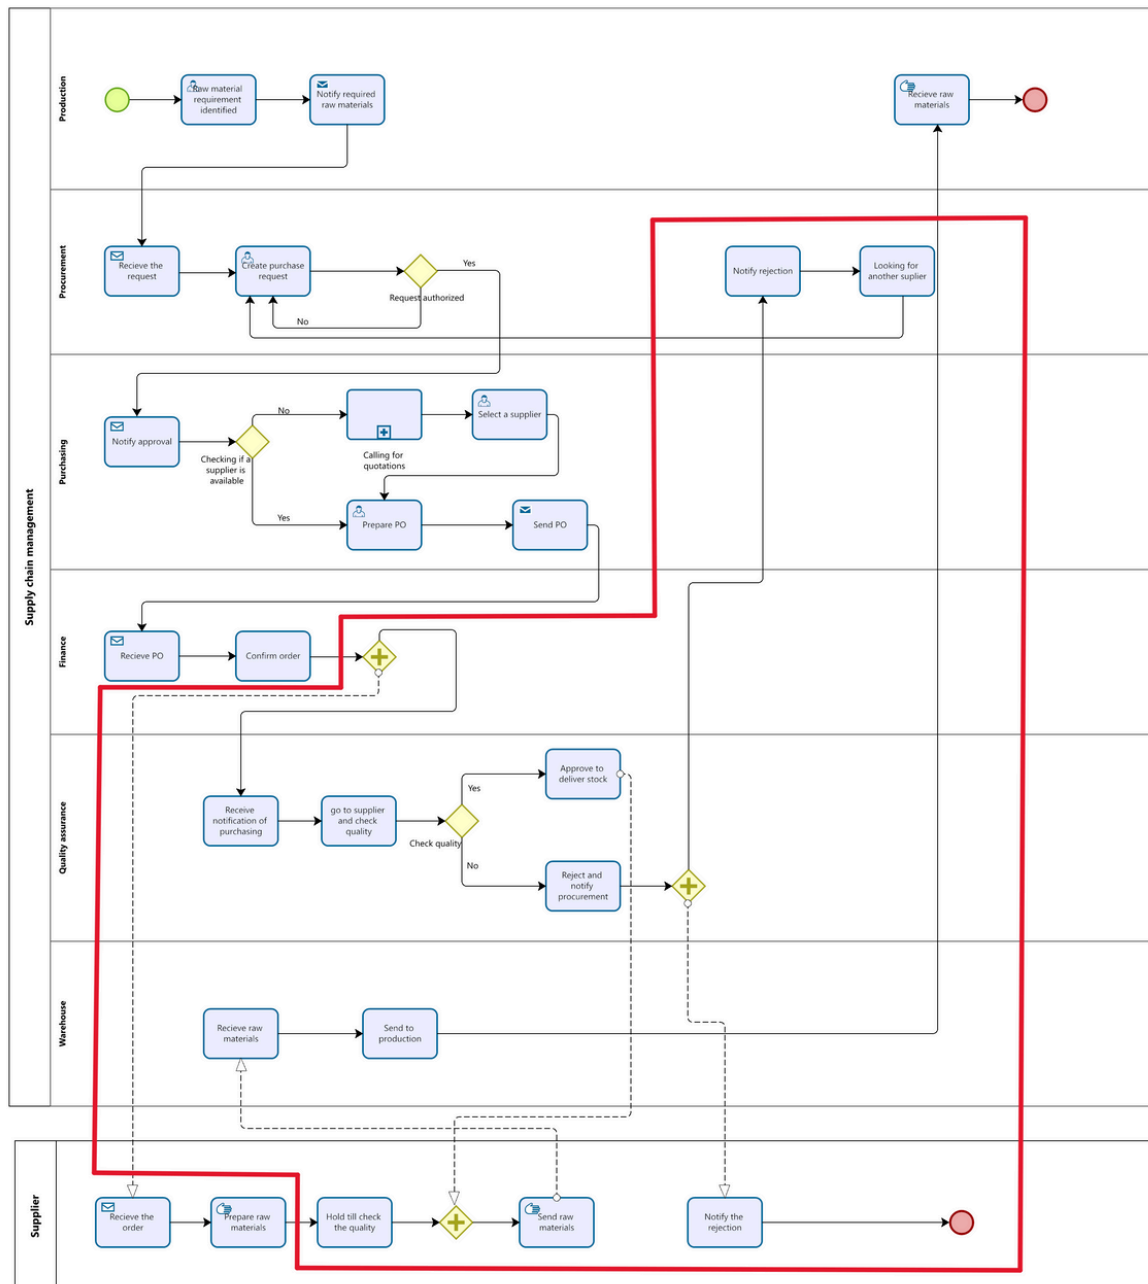 Supply chain management
Production
Raw material
requirement
identified
Notify required
raw materials
Recieve raw
materials
Procurement
Recieve the
request
Create purchase
request
Yes
Request authorized
No
Notify rejection
Looking for
another suplier
Purchasing
Notify approval
Checking if a
supplier is
available
No
Calling for
quotations
Select a supplier
Yes
Prepare PO
Send PO
Finance
Recieve PO
Confirm order
Quality assurance
Receive
notification of
purchasing
go to supplier
and check
quality
Check quality
Yes
Approve to
deliver stock
No
Reject and
notify
procurement
Warehouse
Recieve raw
materials
Send to
production
Supplier
Recieve the
order
Prepare raw
materials
Hold till check
the quality
Send raw
materials
Notify the
rejection